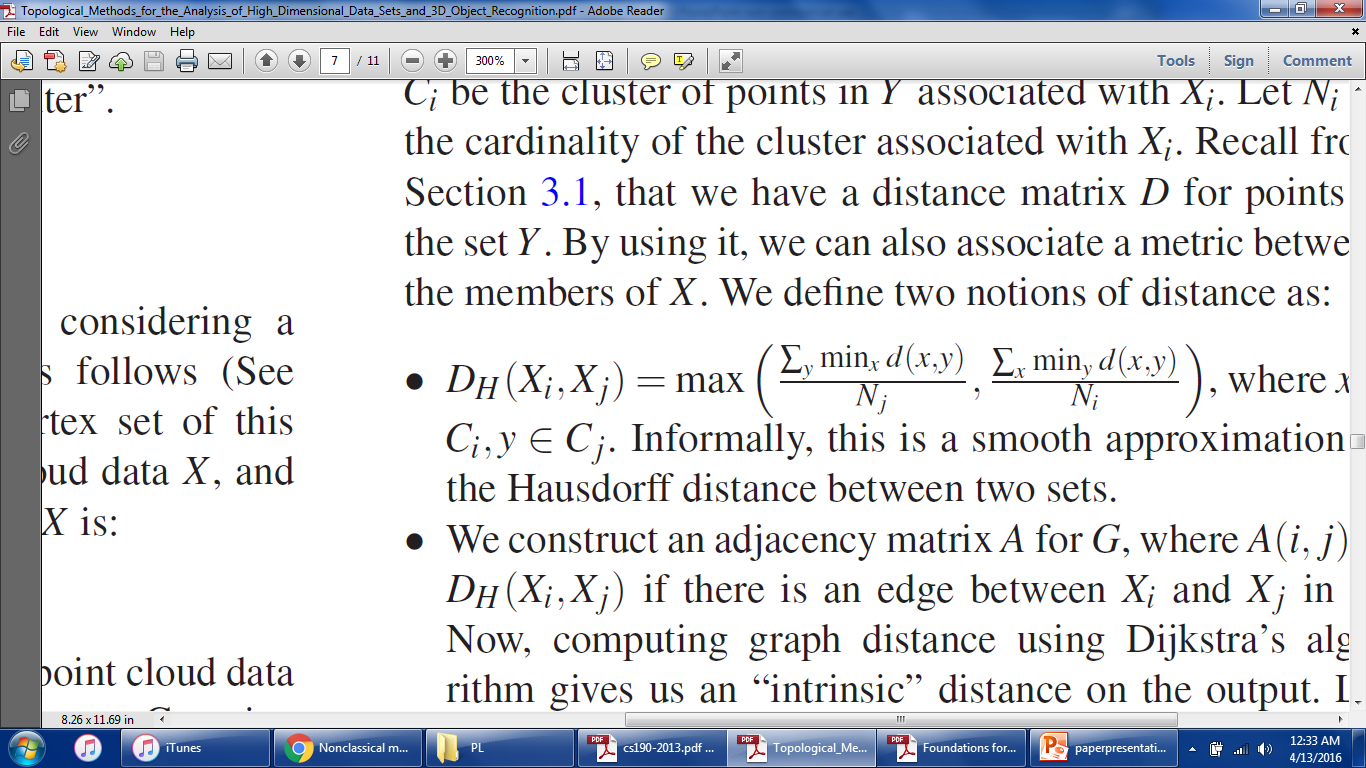 Topological_Methods_for_the_Analysis_of_High_Dimensional_Data_Sets_and_3D_Object_Recognition.pdf - Adobe Reader
File Edit View Window Help
7 / 11 300% Tools Sign Comment
ter”.
considering a
s follows (See
rtex set of this
oud data X, and
X is:
point cloud data
C_i be the cluster of points in Y associated with X_i. Let N_i
the cardinality of the cluster associated with X_i. Recall fro
Section 3.1, that we have a distance matrix D for points
the set Y. By using it, we can also associate a metric betwe
the members of X. We define two notions of distance as:
• D_H(X_i,X_j) = max(∑_y min_x d(x,y) / N_j, ∑_x min_y d(x,y) / N_i), where x
C_i, y ∈ C_j. Informally, this is a smooth approximation
the Hausdorff distance between two sets.
• We construct an adjacency matrix A for G, where A(i, j)
D_H(X_i,X_j) if there is an edge between X_i and X_j in
Now, computing graph distance using Dijkstra’s alg
rithm gives us an “intrinsic” distance on the output. L
8.26 x 11.69 in
iTunes Nonclassical m... PL cs190-2013.pdf ... Topological_Me... Foundations for... paperpresentati... 12:33 AM
4/13/2016